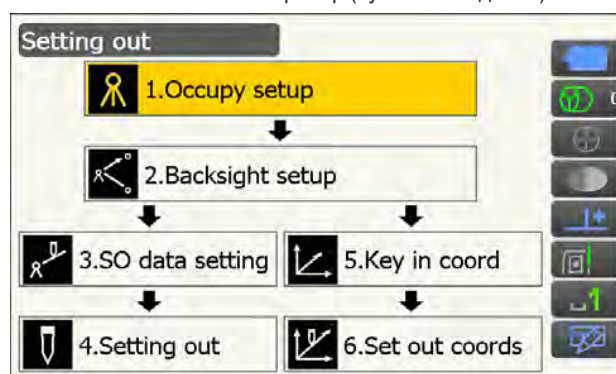 Setting out
1.Occupy setup
2.Backsight setup
3.SO data setting
5.Key in coord
4.Setting out
6.Set out coords